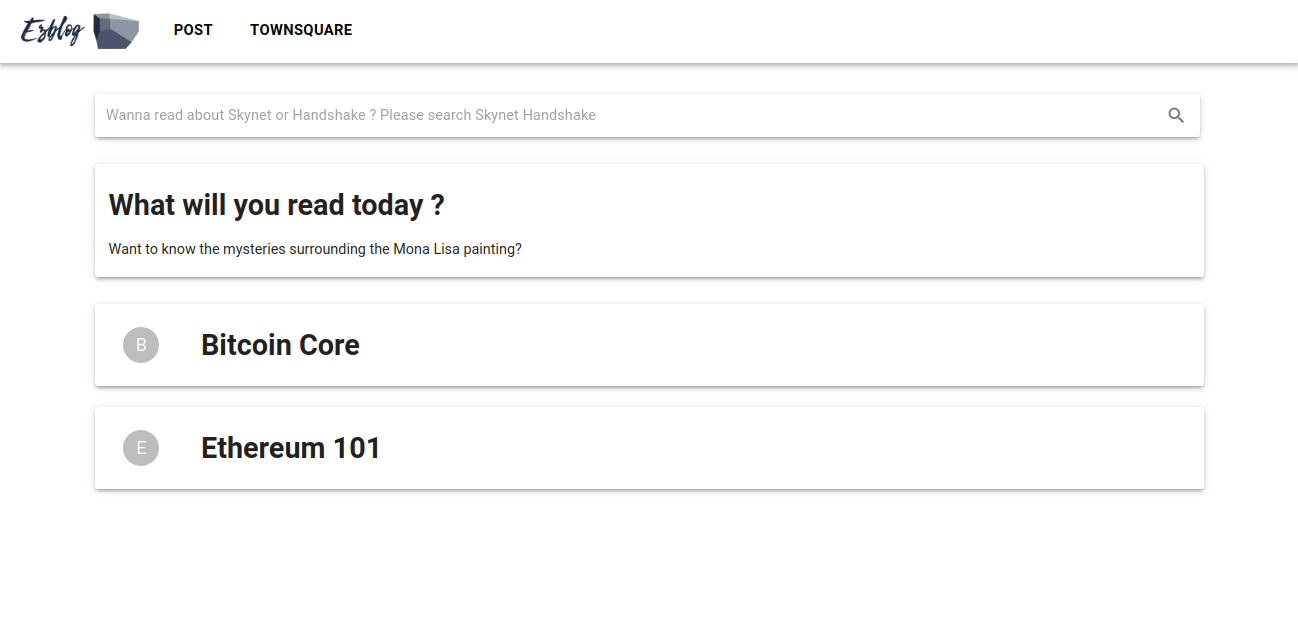 Ezblog
POST
TOWNSQUARE
Wanna read about Skynet or Handshake ? Please search Skynet Handshake
What will you read today ?
Want to know the mysteries surrounding the Mona Lisa painting?
B
Bitcoin Core
E
Ethereum 101